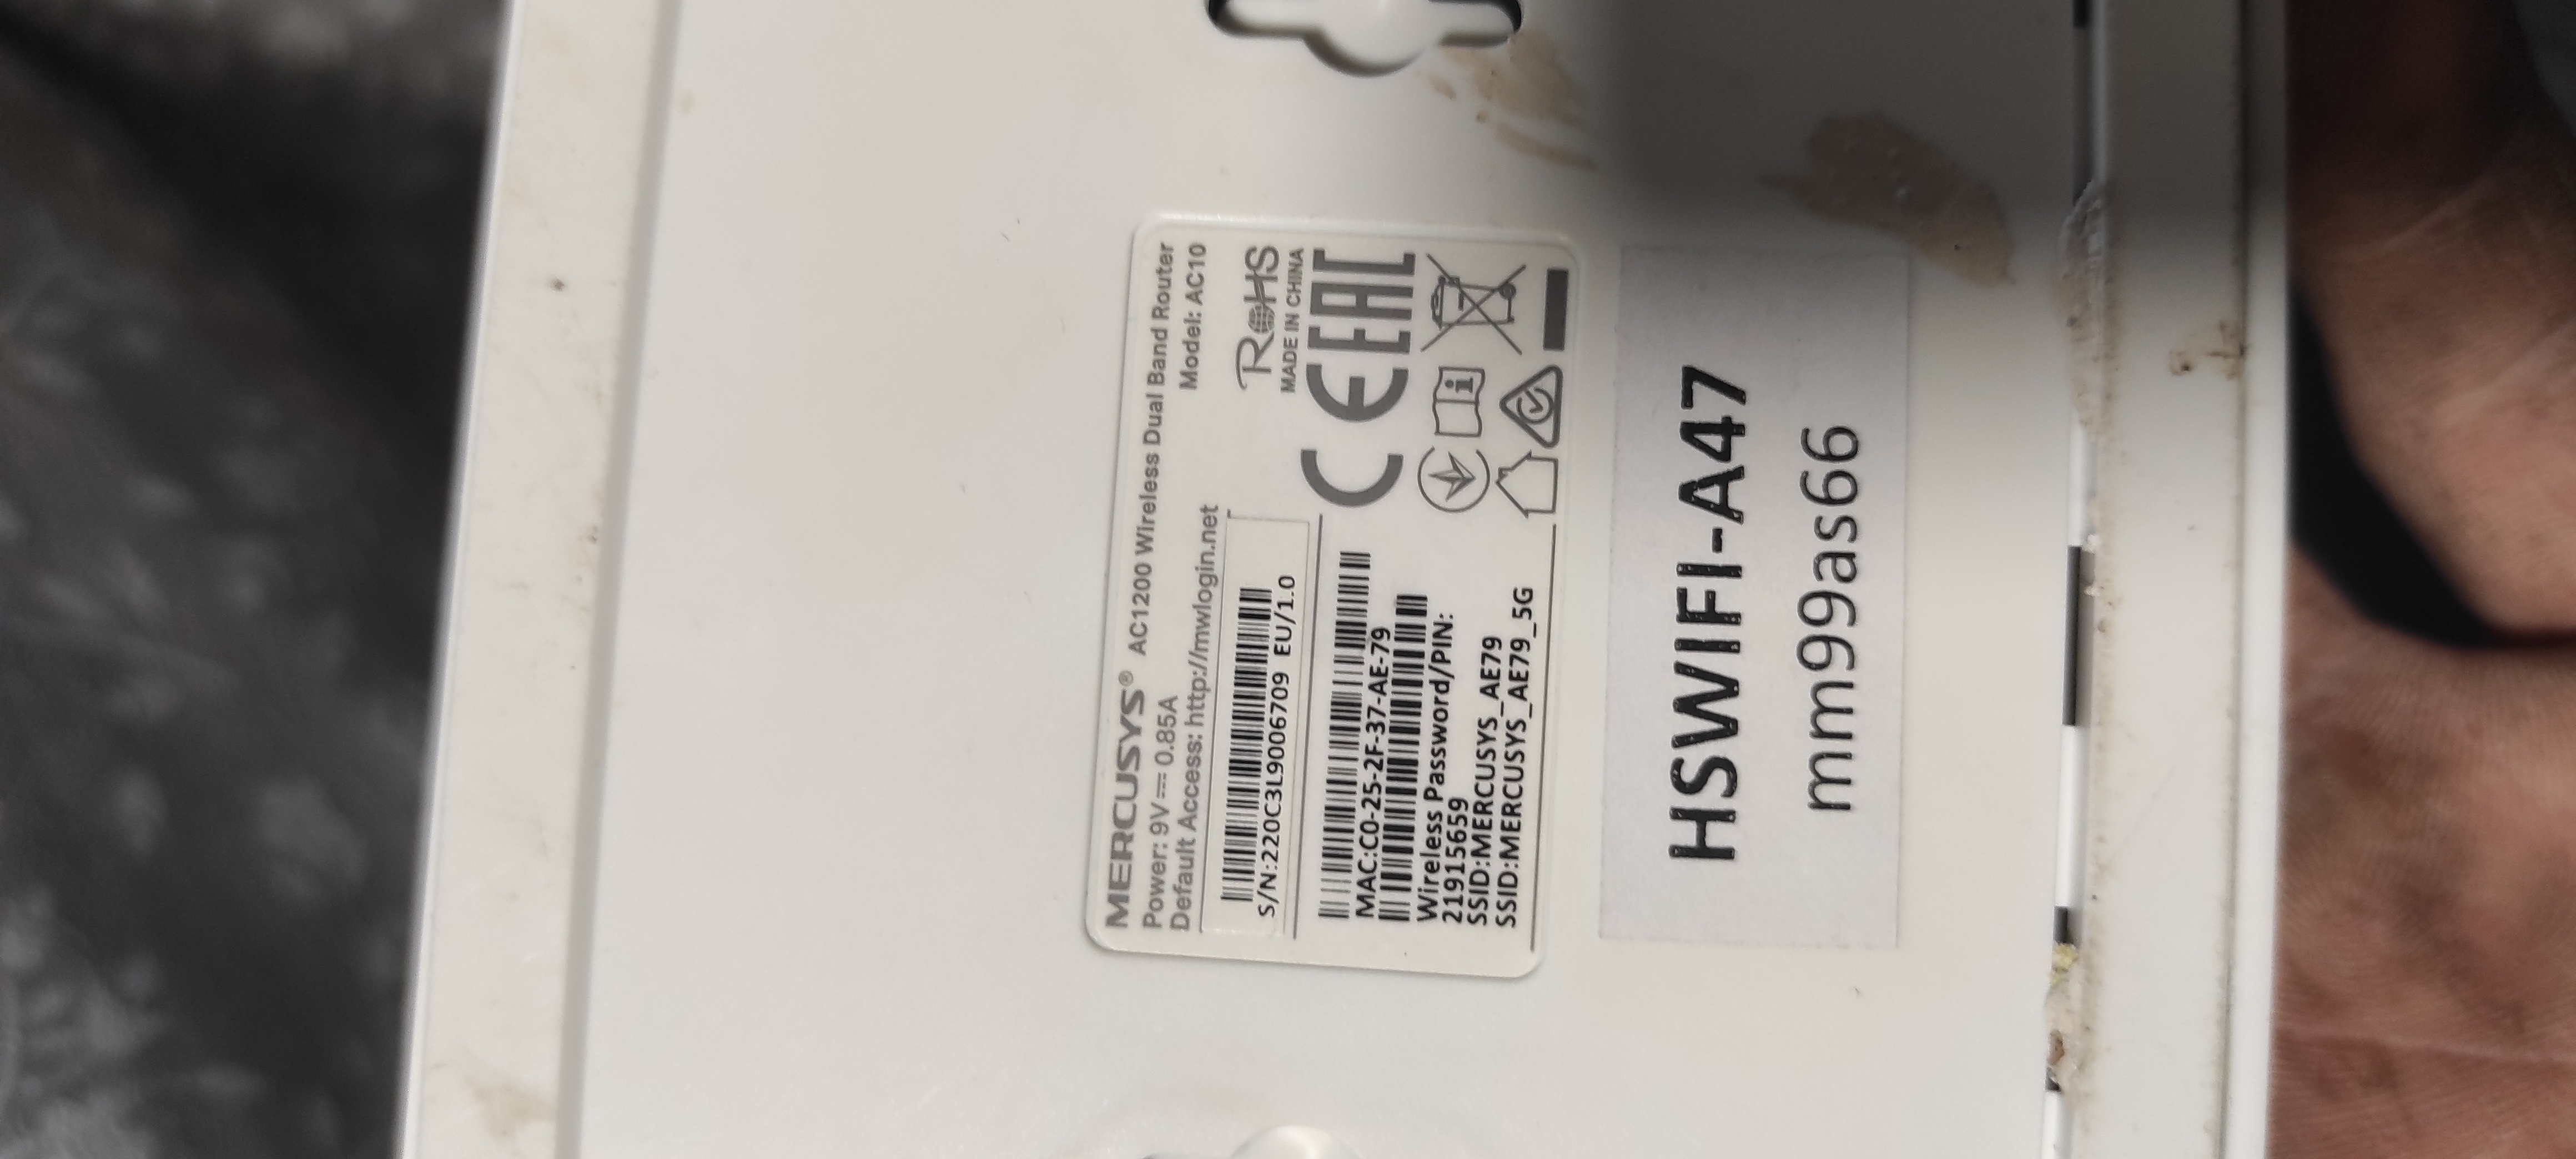 MERCUSYS® AC1200 Wireless Dual Band Router
Power: 9V⎓0.85A
Model: AC10
Default Access: http://mwlogin.net
S/N:220C3L9006709 EU/1.0
RoHS
MADE IN CHINA
CE EAC
MAC:C0-25-2F-37-AE-79
Wireless Password/PIN:
21915659
SSID:MERCUSYS_AE79
SSID:MERCUSYS_AE79_5G
HSWIFI-A47
mm99as66